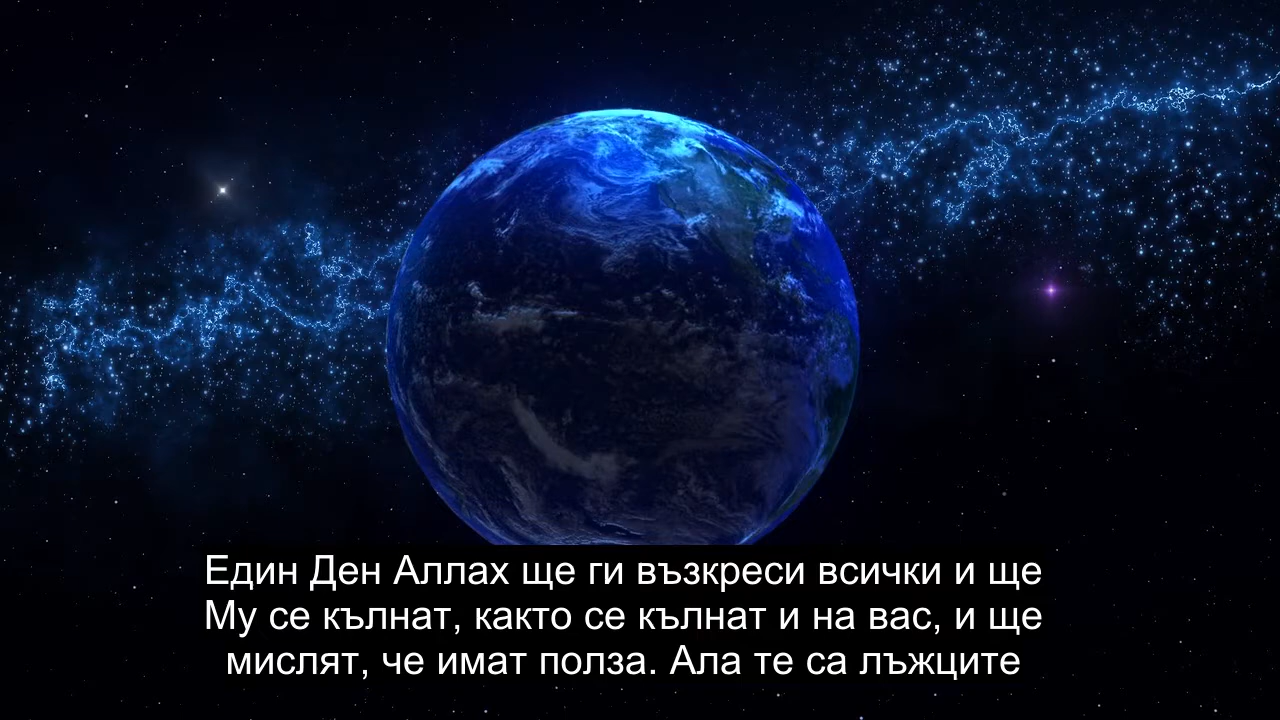 Един Ден Аллах ще ги възкреси всички и ще
Му се кълнат, както се кълнат и на вас, и ще
мислят, че имат полза. Ала те са лъжците